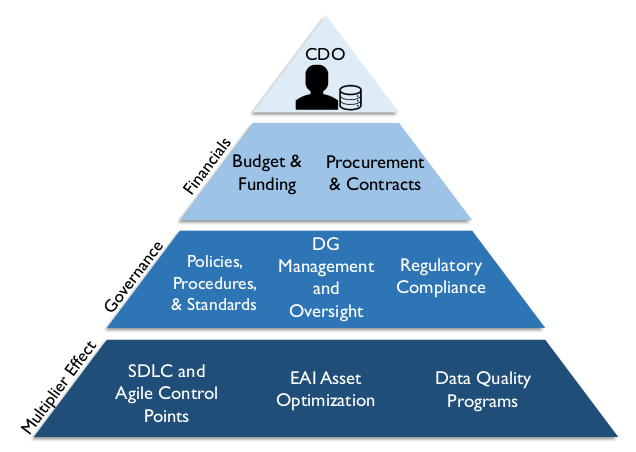 CDO
Financials
Budget &
Funding
Procurement
& Contracts
Governance
Policies,
Procedures,
& Standards
DG
Management
and
Oversight
Regulatory
Compliance
Multiplier Effect
SDLC and
Agile Control
Points
EAI Asset
Optimization
Data Quality
Programs